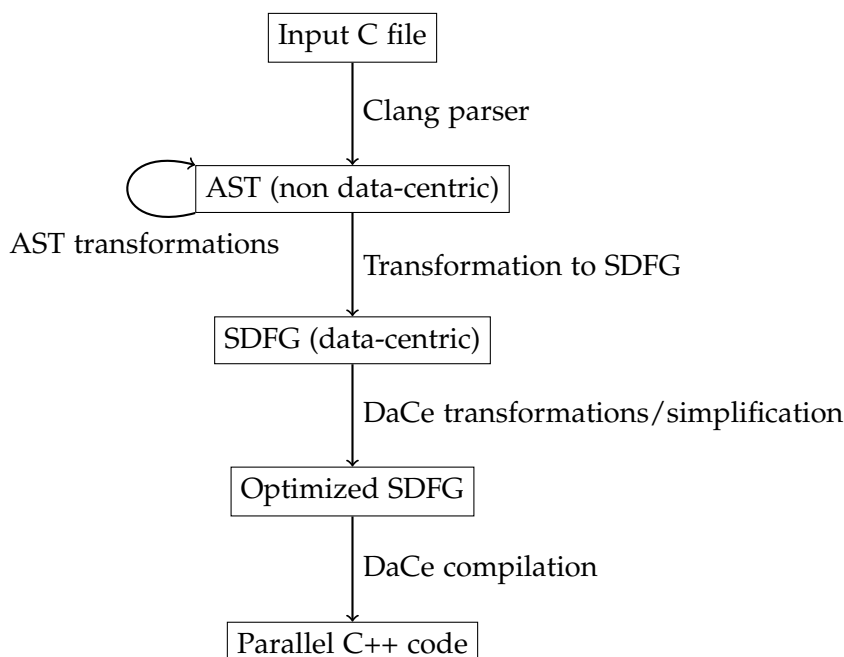 Input C file
Clang parser
AST (non data-centric)
AST transformations
Transformation to SDFG
SDFG (data-centric)
DaCe transformations/simplification
Optimized SDFG
DaCe compilation
Parallel C++ code